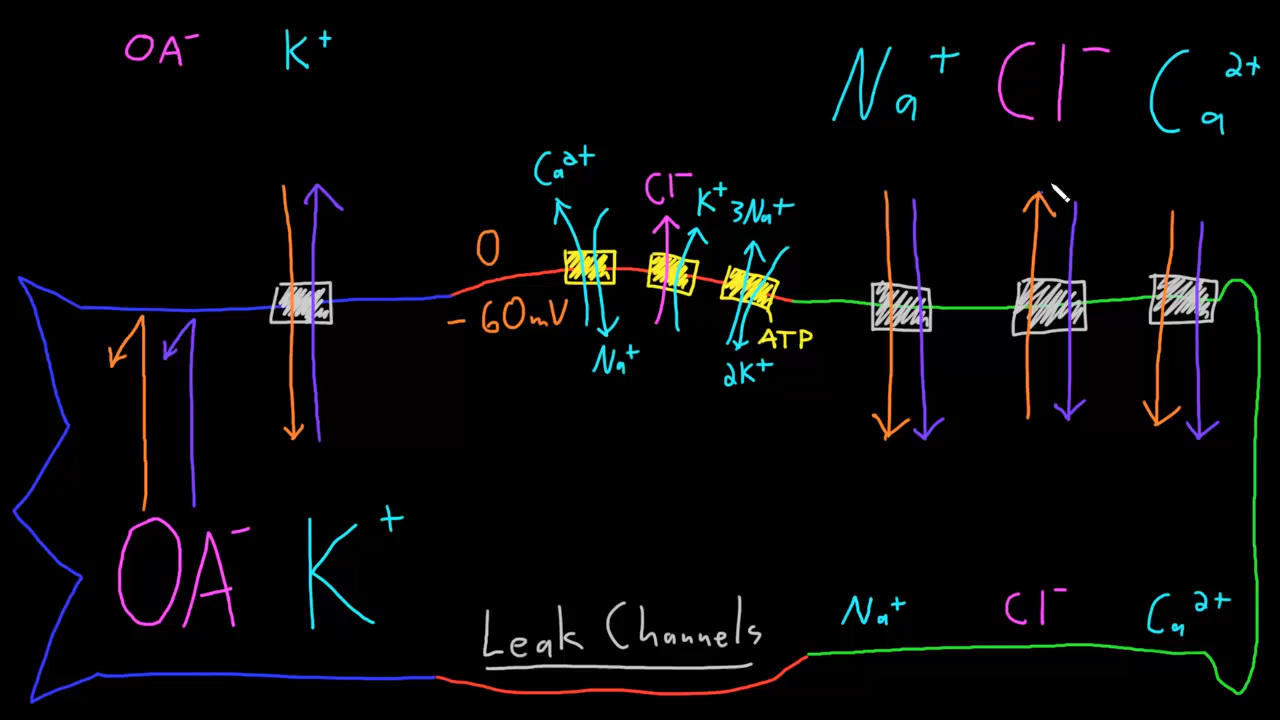 OA⁻ K⁺ Na⁺ Cl⁻ Ca²⁺
Ca²⁺ Cl⁻ K⁺ 3Na⁺
0
-60mV
ATP
Na⁺ 2K⁺
OA⁻ K⁺
Leak Channels
Na⁺ Cl⁻ Ca²⁺